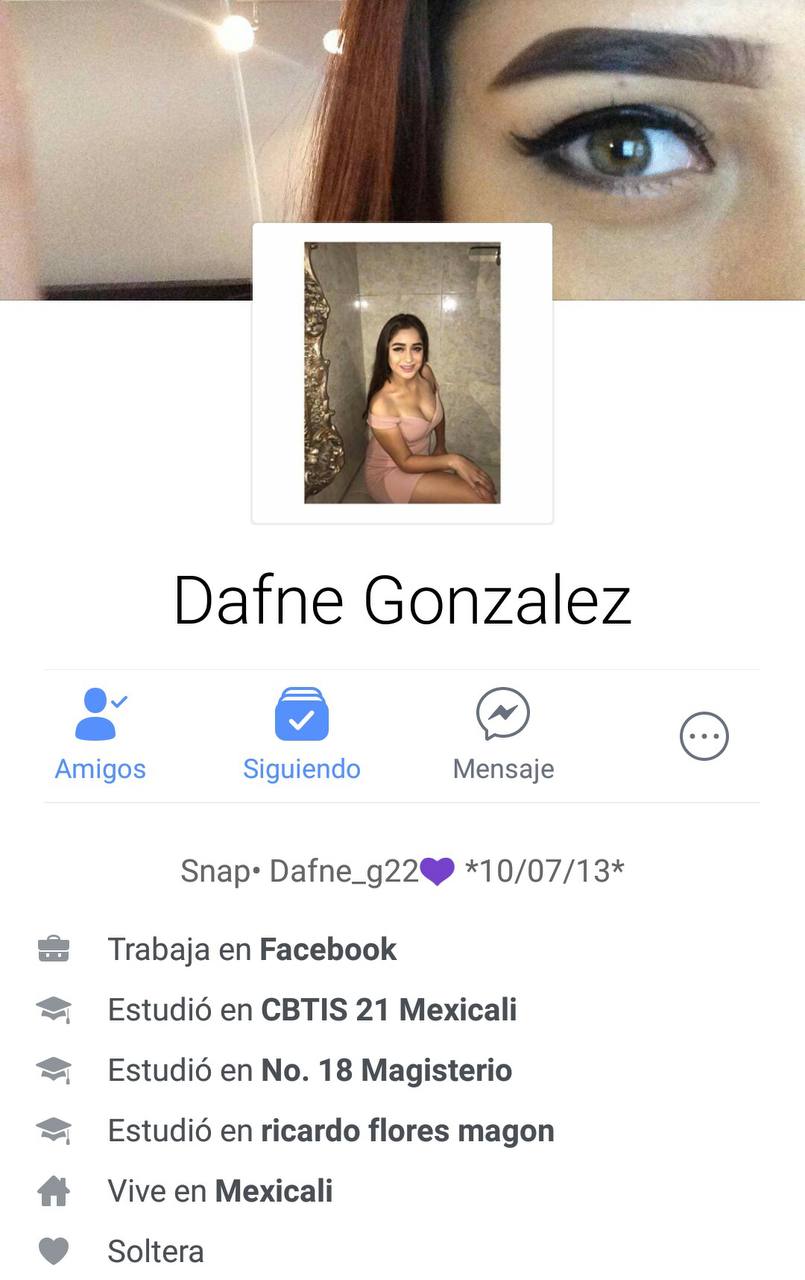 Dafne Gonzalez
Amigos
Siguiendo
Mensaje
Snap• Dafne_g22💜 *10/07/13*
Trabaja en Facebook
Estudió en CBTIS 21 Mexicali
Estudió en No. 18 Magisterio
Estudió en ricardo flores magon
Vive en Mexicali
Soltera